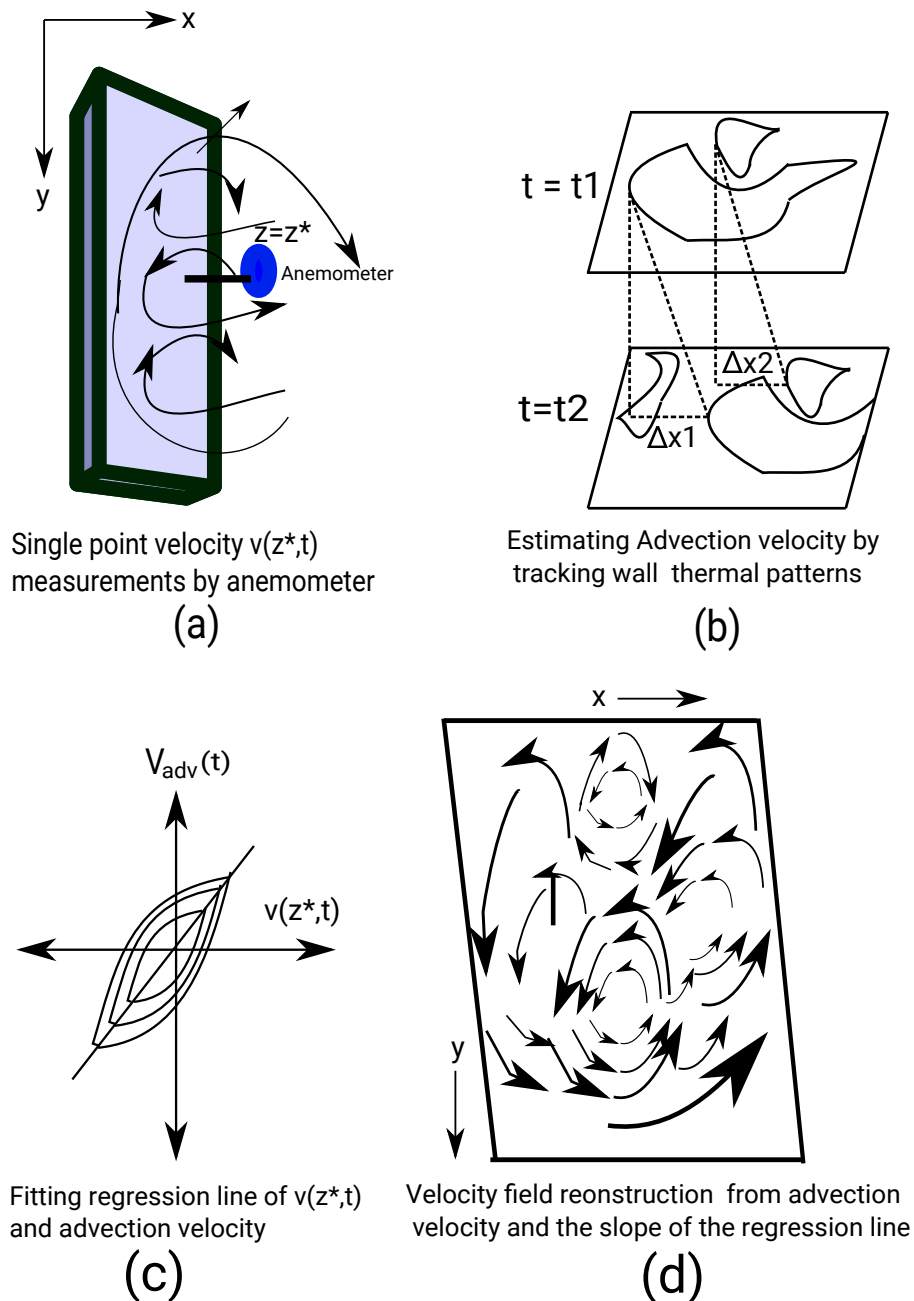 x
y
z=z*
Anemometer
Single point velocity v(z*,t)
measurements by anemometer
(a)
t = t1
Δx2
t=t2
Δx1
Estimating Advection velocity by
tracking wall thermal patterns
(b)
Vadv(t)
v(z*,t)
Fitting regression line of v(z*,t)
and advection velocity
(c)
x
y
Velocity field reonstruction from advection
velocity and the slope of the regression line
(d)